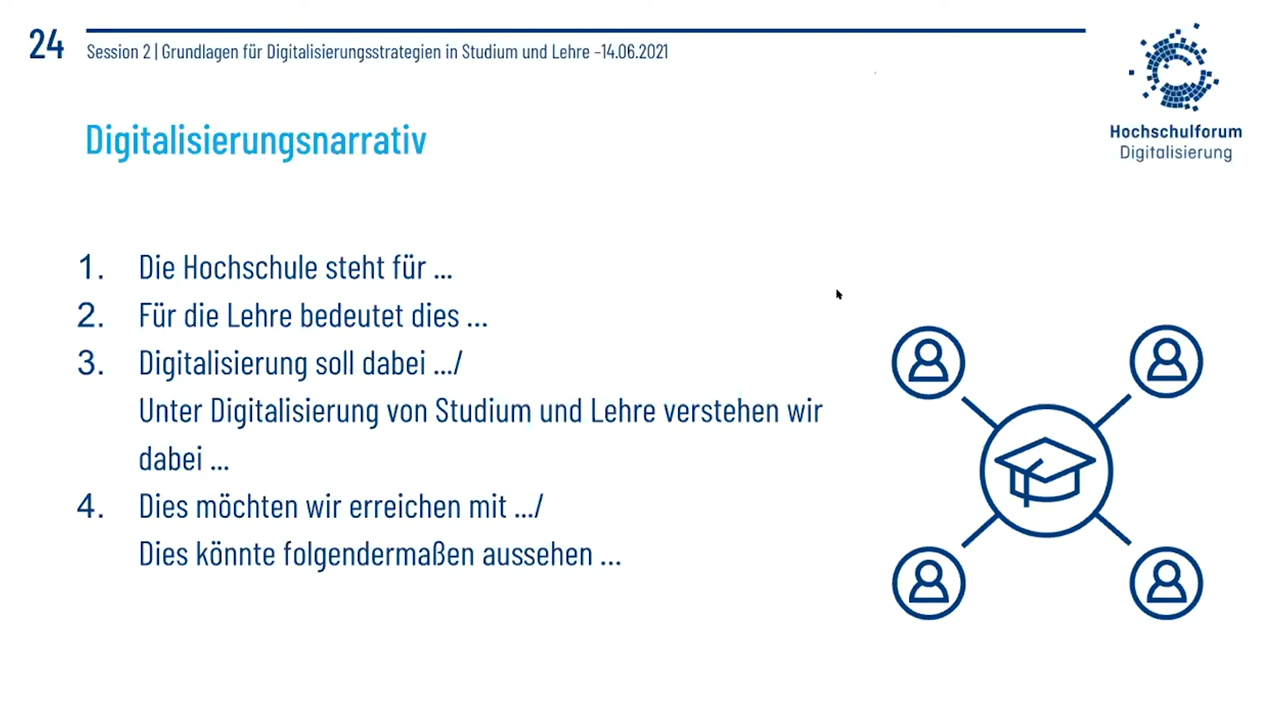 24
Session 2 | Grundlagen für Digitalisierungsstrategien in Studium und Lehre –14.06.2021
Hochschulforum
Digitalisierung
Digitalisierungsnarrativ
1. Die Hochschule steht für ...
2. Für die Lehre bedeutet dies ...
3. Digitalisierung soll dabei .../
Unter Digitalisierung von Studium und Lehre verstehen wir
dabei ...
4. Dies möchten wir erreichen mit .../
Dies könnte folgendermaßen aussehen ...